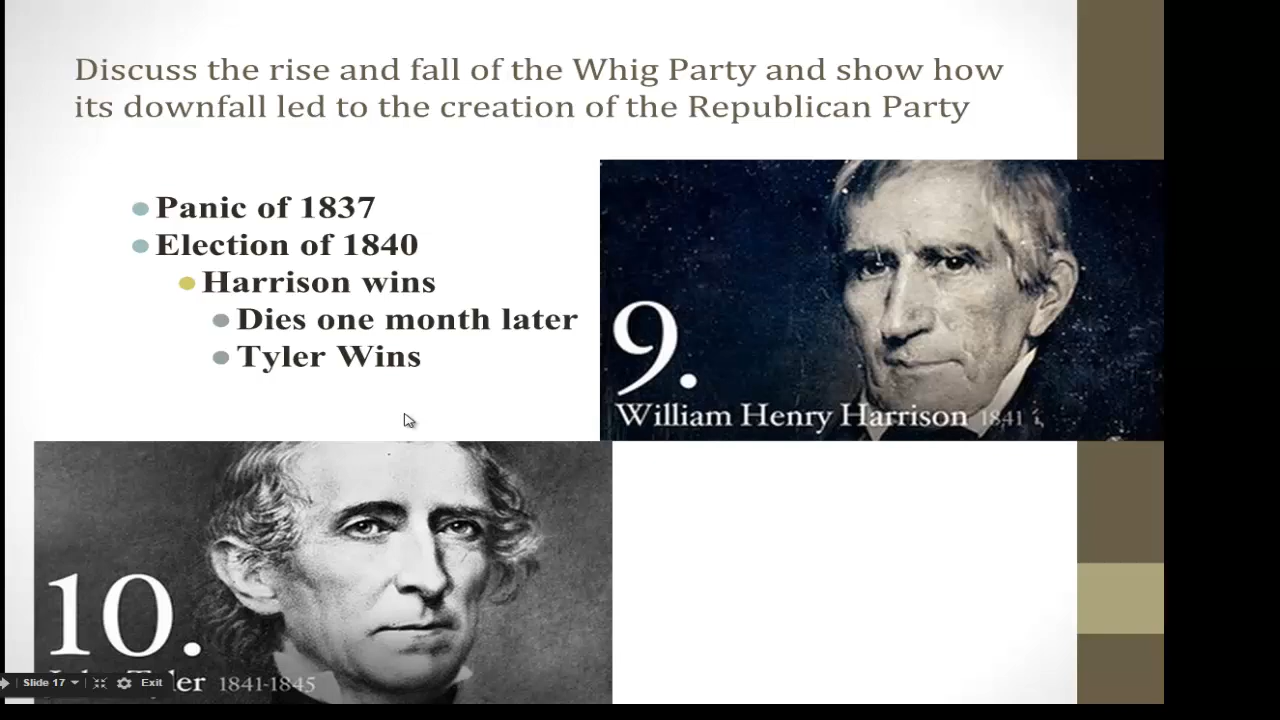 Discuss the rise and fall of the Whig Party and show how
its downfall led to the creation of the Republican Party
Panic of 1837
Election of 1840
Harrison wins
Dies one month later
Tyler Wins
9.
William Henry Harrison 1841
10.
1841-1845
Slide 17
Exit